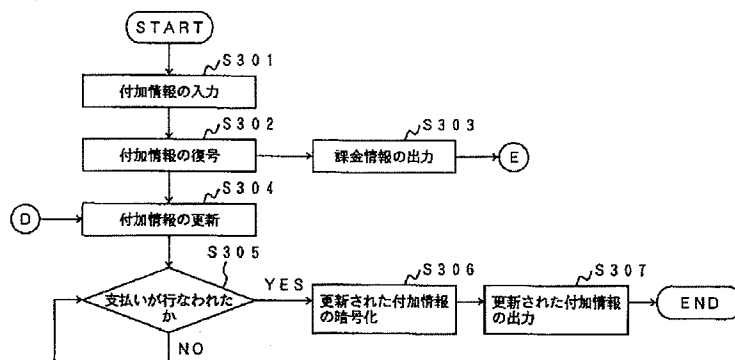 START
S301
付加情報の入力
S302
付加情報の復号
S303
課金情報の出力
E
S304
D
付加情報の更新
S305
支払いが行なわれた
か
YES
NO
S306
更新された付加情報
の暗号化
S307
更新された付加情報
の出力
END